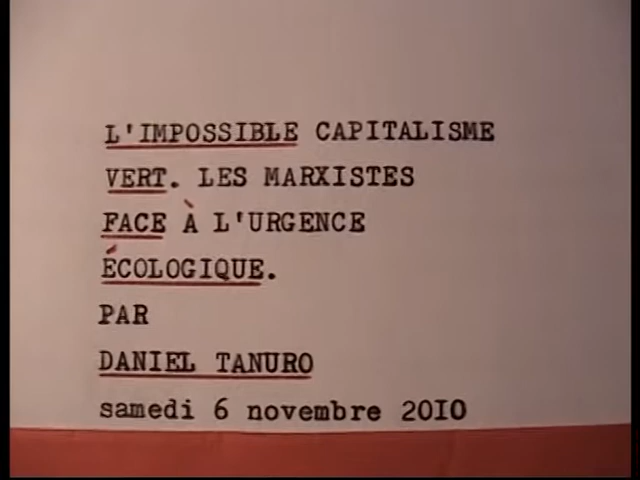 L'IMPOSSIBLE CAPITALISME
VERT. LES MARXISTES
FACE À L'URGENCE
ÉCOLOGIQUE.
PAR
DANIEL TANURO
samedi 6 novembre 2010